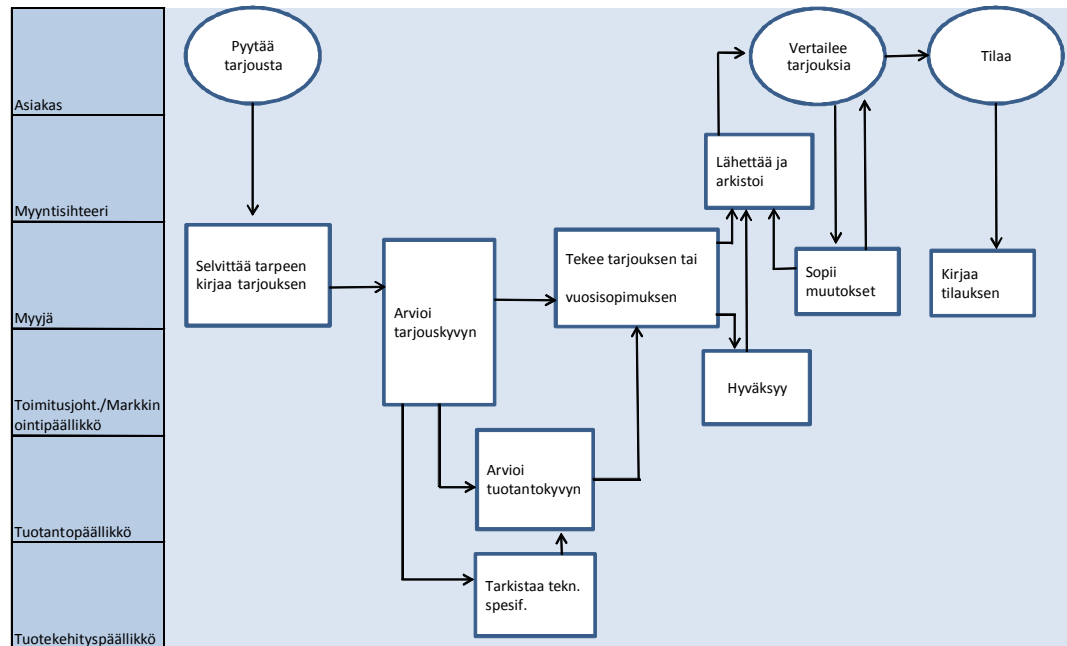 Asiakas
Pyytää
tarjousta
Vertailee
tarjouksia
Tilaa
Myyntisihteeri
Lähettää ja
arkistoi
Myyjä
Selvittää tarpeen
kirjaa tarjouksen
Arvioi
tarjouskyvyn
Tekee tarjouksen tai
vuosisopimuksen
Sopii
muutokset
Kirjaa
tilauksen
Toimitusjoht./Markkin
ointipäällikkö
Hyväksyy
Tuotantopäällikkö
Arvioi
tuotantokyvyn
Tuotekehityspäällikkö
Tarkistaa tekn.
spesif.